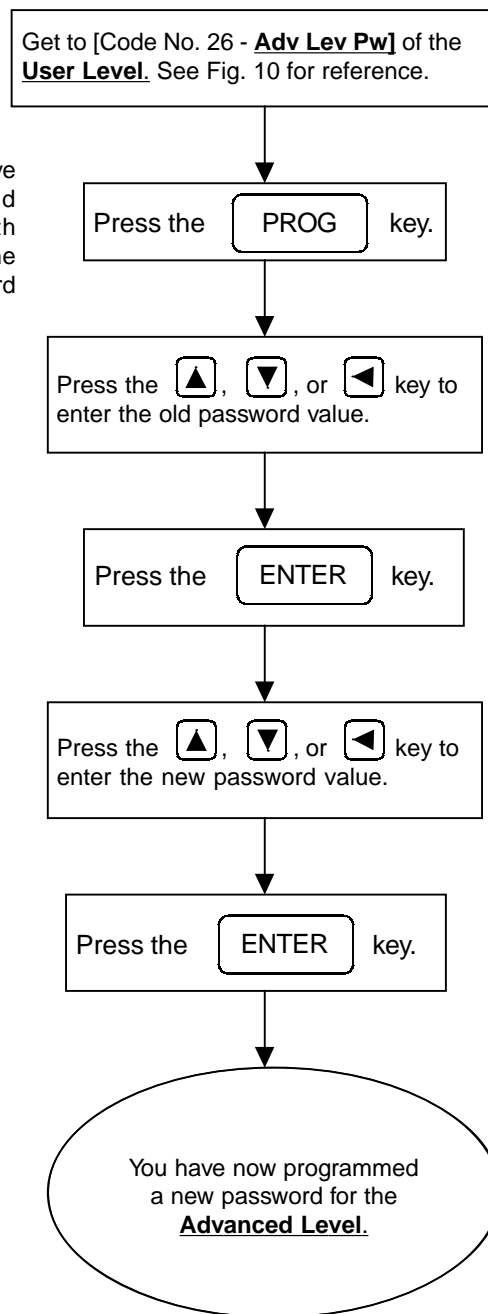 Get to [Code No. 26 - Adv Lev Pw] of the
User Level. See Fig. 10 for reference.
Press the PROG key.
Press the ▲, ▼, or ◀ key to
enter the old password value.
Press the ENTER key.
Press the ▲, ▼, or ◀ key to
enter the new password value.
Press the ENTER key.
You have now programmed
a new password for the
Advanced Level.